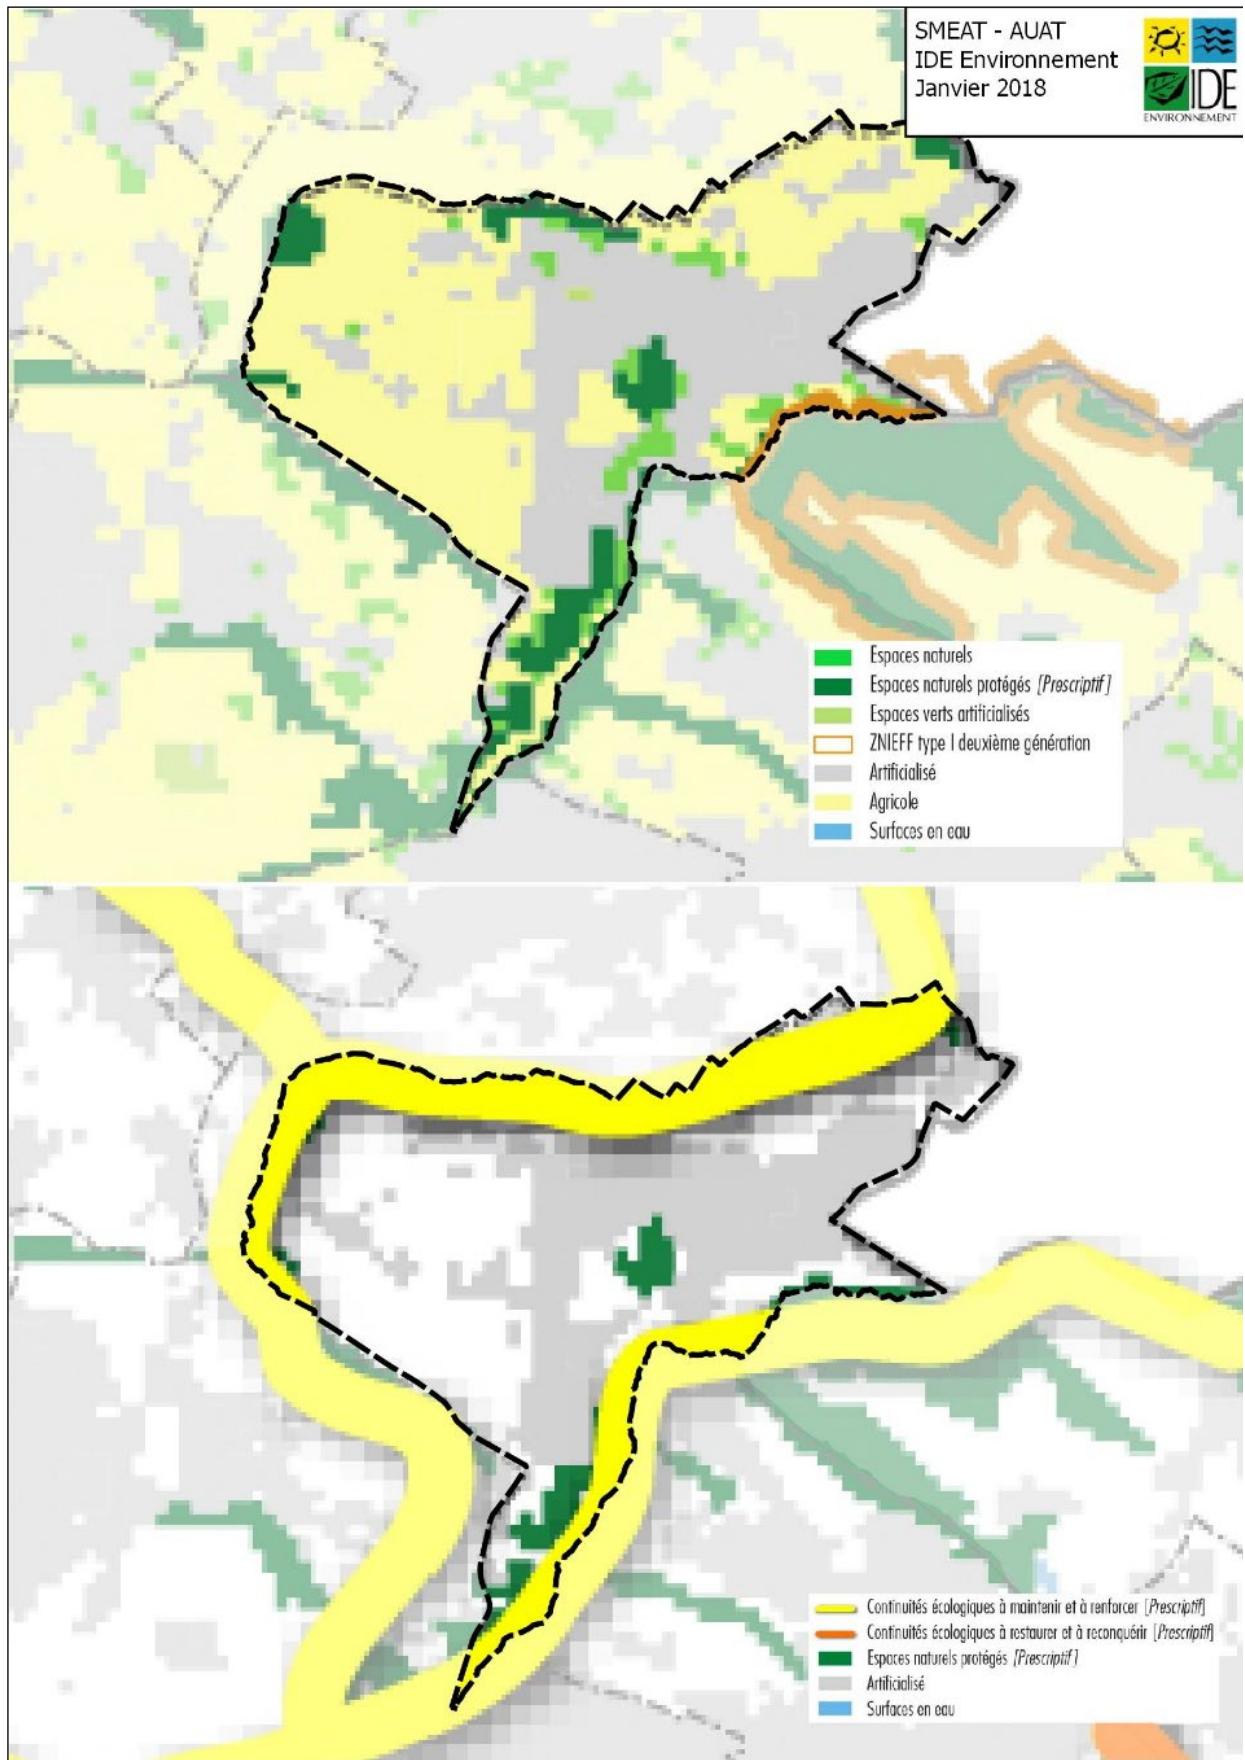 SMEAT - AUAT
IDE Environnement
Janvier 2018
IDE
ENVIRONNEMENT
Espaces naturels
Espaces naturels protégés [Prescriptif]
Espaces verts artificialisés
ZNIEFF type I deuxième génération
Artificialisé
Agricole
Surfaces en eau
Continuités écologiques à maintenir et à renforcer [Prescriptif]
Continuités écologiques à restaurer et à reconquérir [Prescriptif]
Espaces naturels protégés [Prescriptif]
Artificialisé
Surfaces en eau